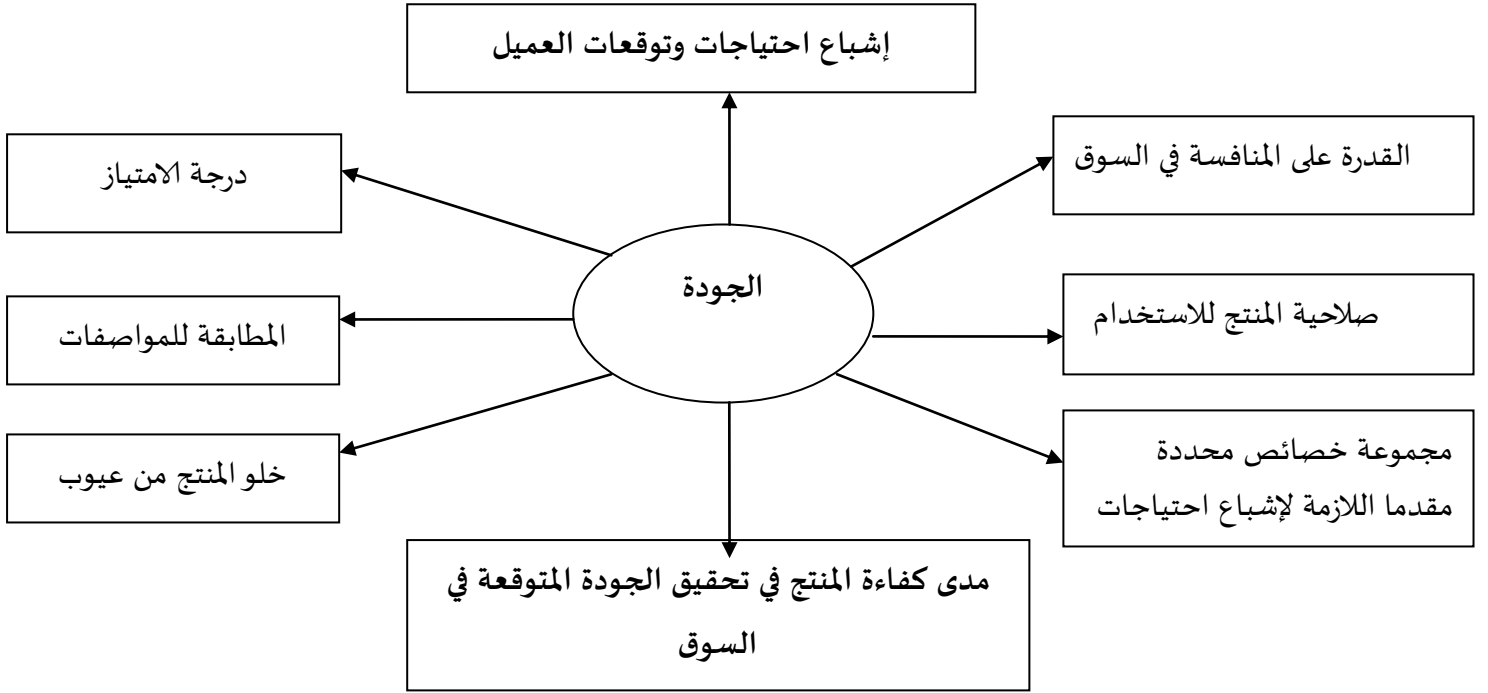 إشباع احتياجات وتوقعات العميل
القدرة على المنافسة في السوق
درجة الامتياز
الجودة
صلاحية المنتج للاستخدام
المطابقة للمواصفات
مجموعة خصائص محددة
مقدما اللازمة لإشباع احتياجات
خلو المنتج من عيوب
مدى كفاءة المنتج في تحقيق الجودة المتوقعة في
السوق